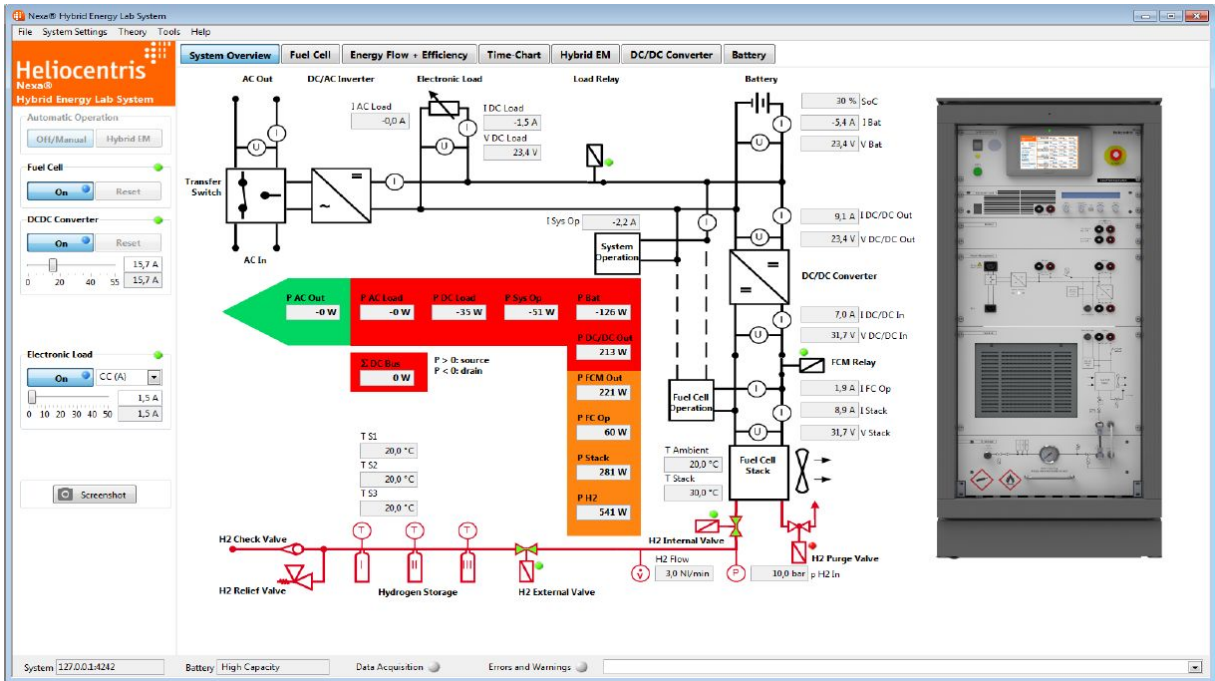 Nexa® Hybrid Energy Lab System
File System Settings Theory Tools Help
Heliocentris
Nexa®
Hybrid Energy Lab System
System Overview Fuel Cell Energy Flow + Efficiency Time-Chart Hybrid EM DC/DC Converter Battery
Automatic Operation
Off/Manual Hybrid EM
Fuel Cell
On Reset
DCDC Converter
On Reset
15,7 A
0 20 40 55 15,7 A
Electronic Load
On CC (A)
1,5 A
0 10 20 30 40 50 1,5 A
Screenshot
AC Out DC/AC Inverter Electronic Load Load Relay Battery
I AC Load
-0,0 A
I DC Load
-1,5 A
V DC Load
23,4 V
30 % SoC
-5,4 A I Bat
23,4 V V Bat
U I
U I
I
U
Transfer Switch
=
~
I
AC In
I Sys Op -2,2 A
I
System Operation
I
9,1 A I DC/DC Out
U
23,4 V V DC/DC Out
=
=
DC/DC Converter
I
7,0 A I DC/DC In
U
31,7 V V DC/DC In
P AC Out
-0 W
P AC Load
-0 W
P DC Load
-35 W
P Sys Op
-51 W
P Bat
-126 W
P DC/DC Out
213 W
Σ DC Bus
0 W
P > 0: source
P < 0: drain
P FCM Out
221 W
P FC Op
60 W
P Stack
281 W
P H2
541 W
FCM Relay
Fuel Cell Operation
I
1,9 A I FC Op
I
8,9 A I Stack
U
31,7 V V Stack
T Ambient
20,0 °C
T Stack
30,0 °C
Fuel Cell Stack
T S1
20,0 °C
T S2
20,0 °C
T S3
20,0 °C
H2 Check Valve
T T T
I II III
H2 Relief Valve
Hydrogen Storage
H2 External Valve
H2 Internal Valve
H2 Purge Valve
H2 Flow
V̇ 3,0 Nl/min
P 10,0 bar p H2 In
System 127.0.0.1:4242 Battery High Capacity Data Acquisition Errors and Warnings